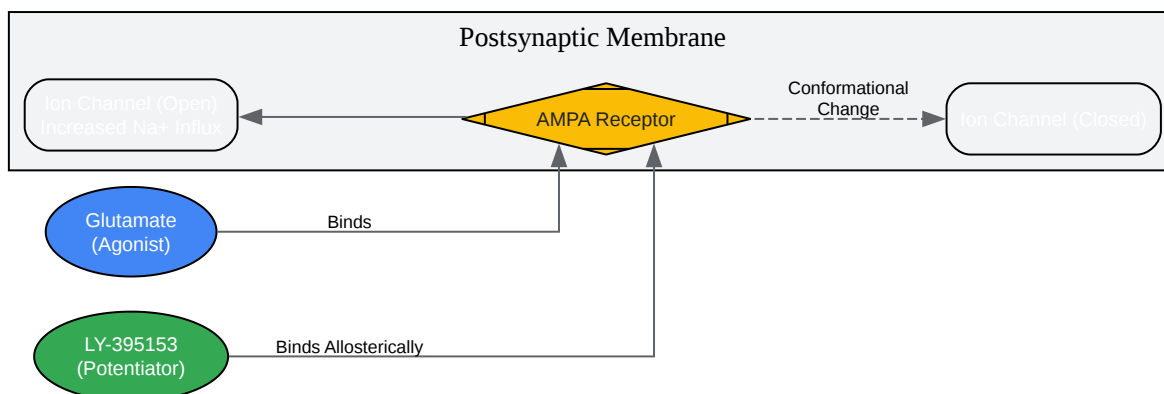 Postsynaptic Membrane
Ion Channel (Open)
Increased Na+ Influx
AMPA Receptor
Conformational
Change
Ion Channel (Closed)
Glutamate
(Agonist)
Binds
LY-395153
(Potentiator)
Binds Allosterically